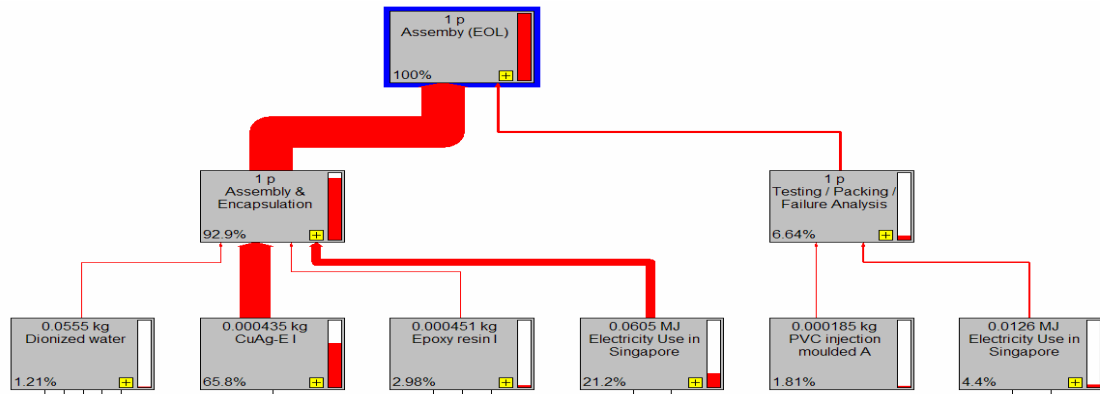 1 p
Assemby (EOL)
100%
1 p
Assembly &
Encapsulation
92.9%
1 p
Testing / Packing /
Failure Analysis
6.64%
0.0555 kg
Dionized water
1.21%
0.000435 kg
CuAg-E I
65.8%
0.000451 kg
Epoxy resin I
2.98%
0.0605 MJ
Electricity Use in
Singapore
21.2%
0.000185 kg
PVC injection
moulded A
1.81%
0.0126 MJ
Electricity Use in
Singapore
4.4%